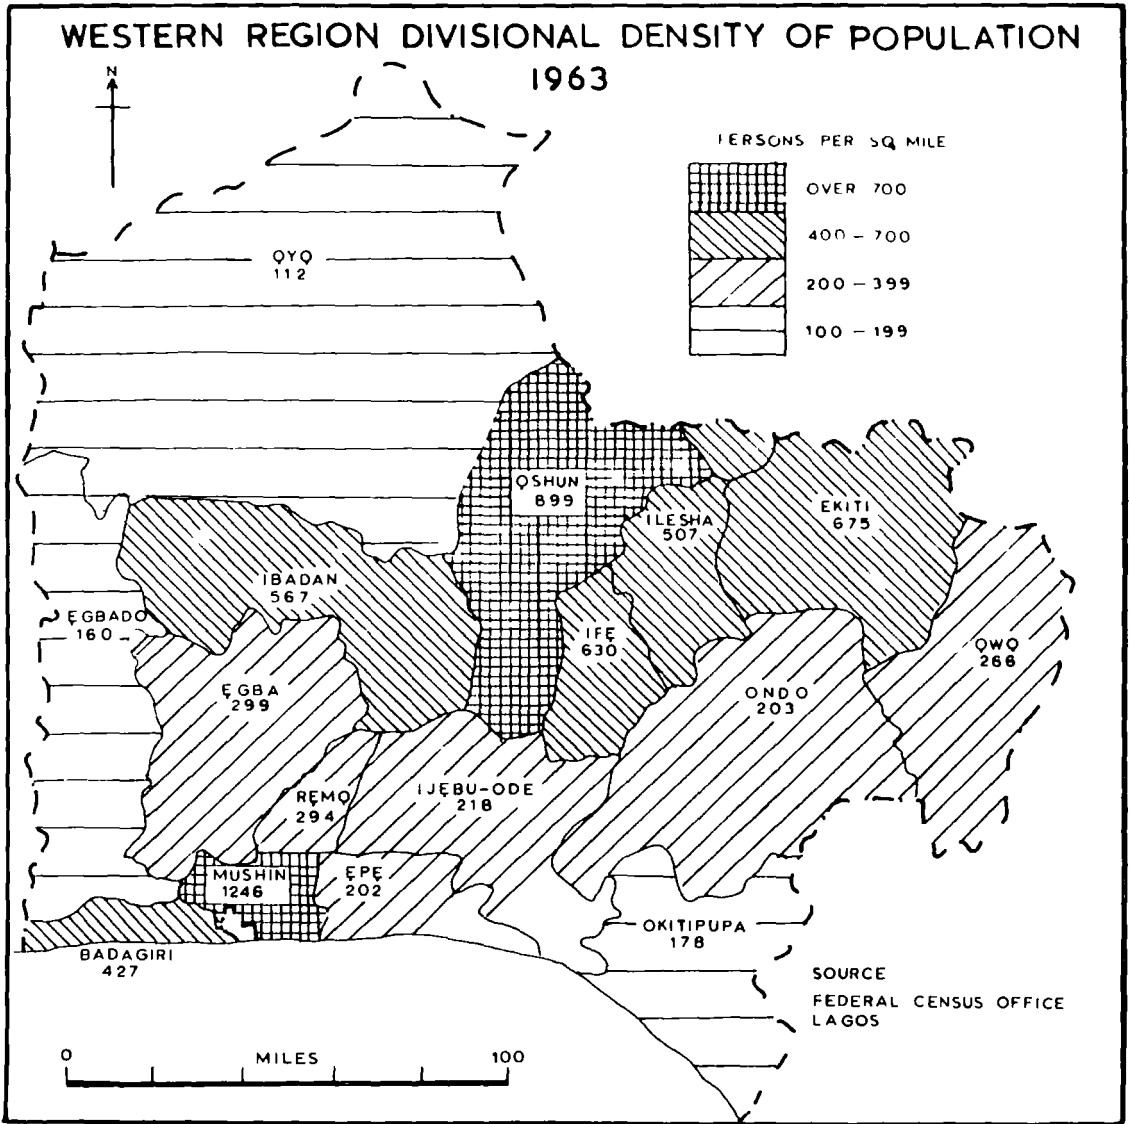 WESTERN REGION DIVISIONAL DENSITY OF POPULATION
1963
N
PERSONS PER SQ MILE
OVER 700
400 – 700
200 – 399
100 – 199
ỌYỌ
112
ỌSHUN
899
ILESHA
507
EKITI
675
IBADAN
567
ẸGBADO
160
IFẸ
630
ỌWỌ
266
ẸGBA
299
ONDO
203
RẸMỌ
294
IJẸBU-ODE
218
MUSHIN
1246
ẸPẸ
202
OKITIPUPA
178
BADAGIRI
427
SOURCE
FEDERAL CENSUS OFFICE
LAGOS
0 MILES 100